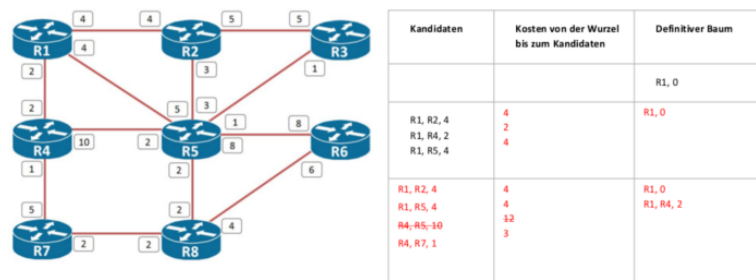 4 4 5 5
R1 R2 R3
4
2 3 1
2 5 3
1 8
R4 10 2 R5 8 R6
1 2 6
5 2 4
R7 2 2 R8
Kandidaten Kosten von der Wurzel bis zum Kandidaten Definitiver Baum
R1, 0
R1, R2, 4 4 R1, 0
R1, R4, 2 2
R1, R5, 4 4
R1, R2, 4 4 R1, 0
R1, R5, 4 4 R1, R4, 2
R4, R5, 10 12
R4, R7, 1 3